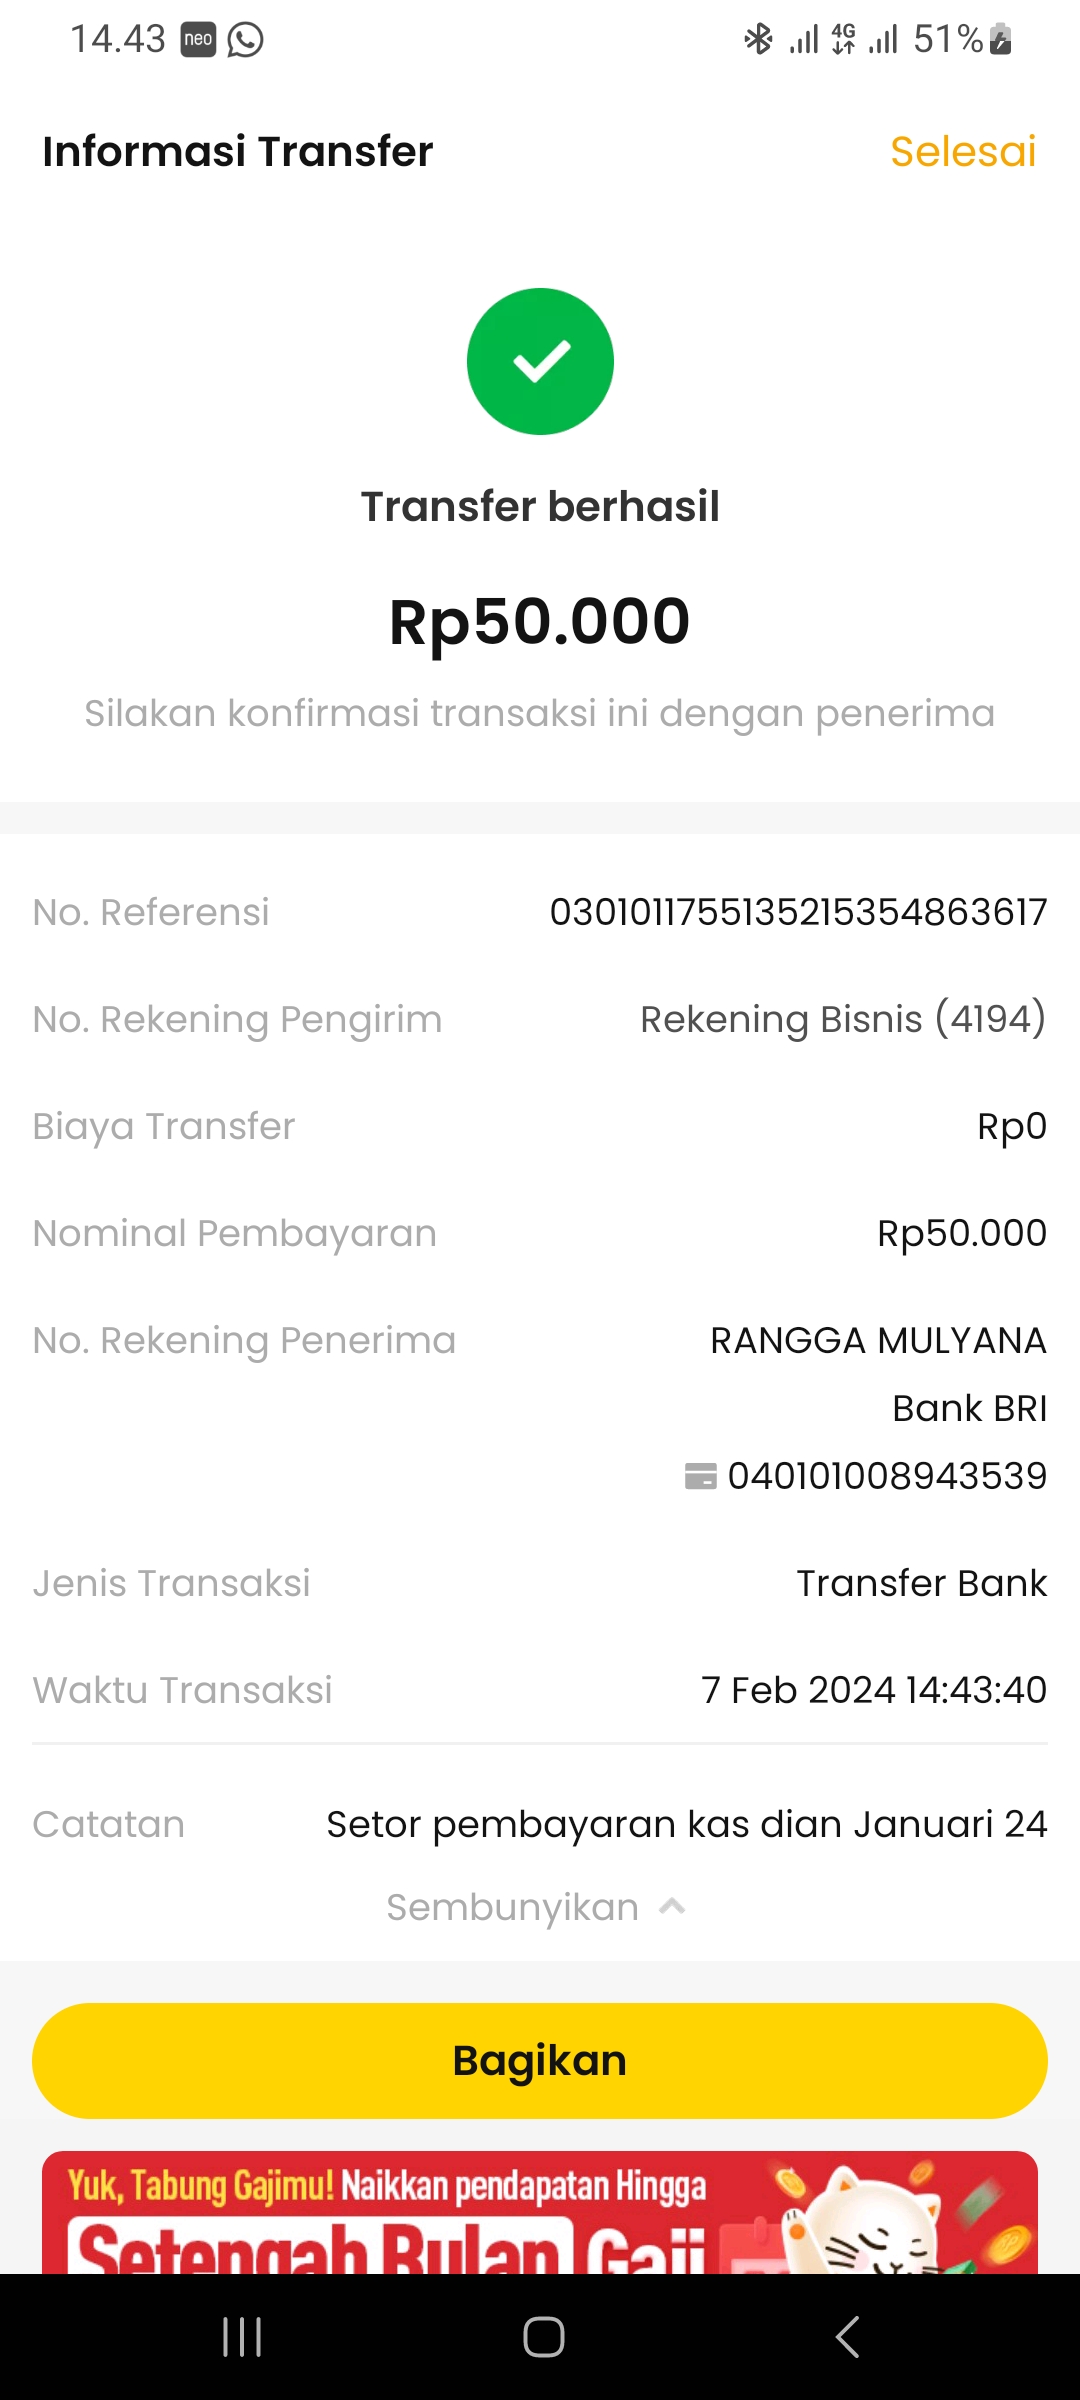 14.43 neo 4G 51%
Informasi Transfer Selesai
Transfer berhasil
Rp50.000
Silakan konfirmasi transaksi ini dengan penerima
No. Referensi 0301011755135215354863617
No. Rekening Pengirim Rekening Bisnis (4194)
Biaya Transfer Rp0
Nominal Pembayaran Rp50.000
No. Rekening Penerima RANGGA MULYANA
Bank BRI
040101008943539
Jenis Transaksi Transfer Bank
Waktu Transaksi 7 Feb 2024 14:43:40
Catatan Setor pembayaran kas dian Januari 24
Sembunyikan
Bagikan
Yuk, Tabung Gajimu! Naikkan pendapatan Hingga
Setengah Bulan Gaji